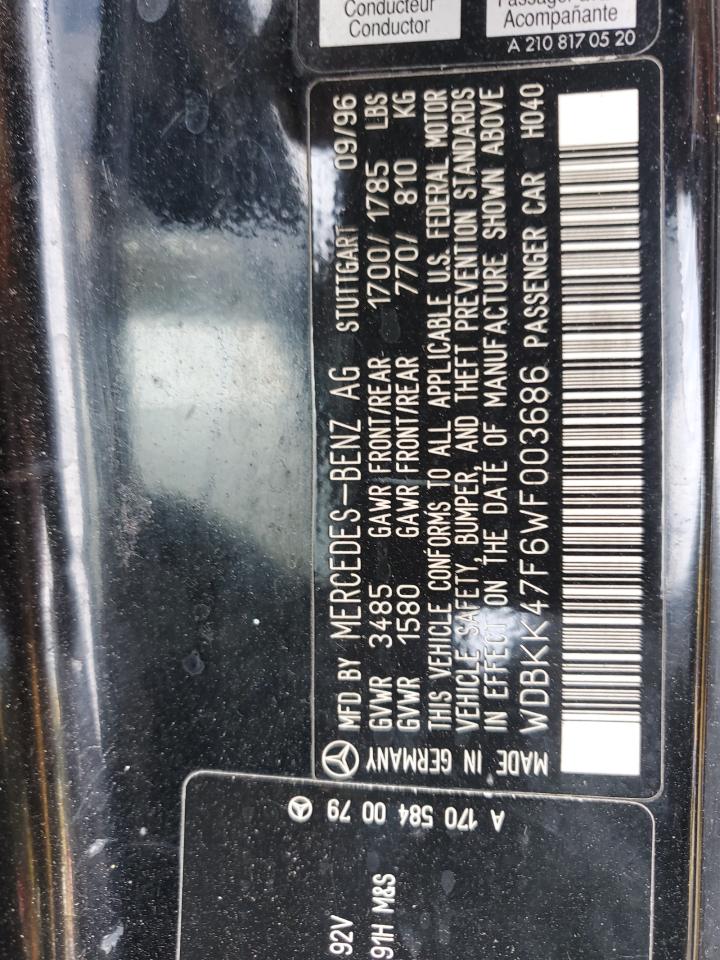 Conducteur
Conductor
Acompañante
A 210 817 05 20
MFD BY MERCEDES-BENZ AG STUTTGART 09/96
GVWR 3485 GAWR FRONT/REAR 1700/ 1785 LBS
GVWR 1580 GAWR FRONT/REAR 770/ 810 KG
THIS VEHICLE CONFORMS TO ALL APPLICABLE U.S. FEDERAL MOTOR
VEHICLE SAFETY, BUMPER, AND THEFT PREVENTION STANDARDS
IN EFFECT ON THE DATE OF MANUFACTURE SHOWN ABOVE
WDBKK47F6WF003686 PASSENGER CAR H040
MADE IN GERMANY
A 170 584 00 79
92V
91H M&S